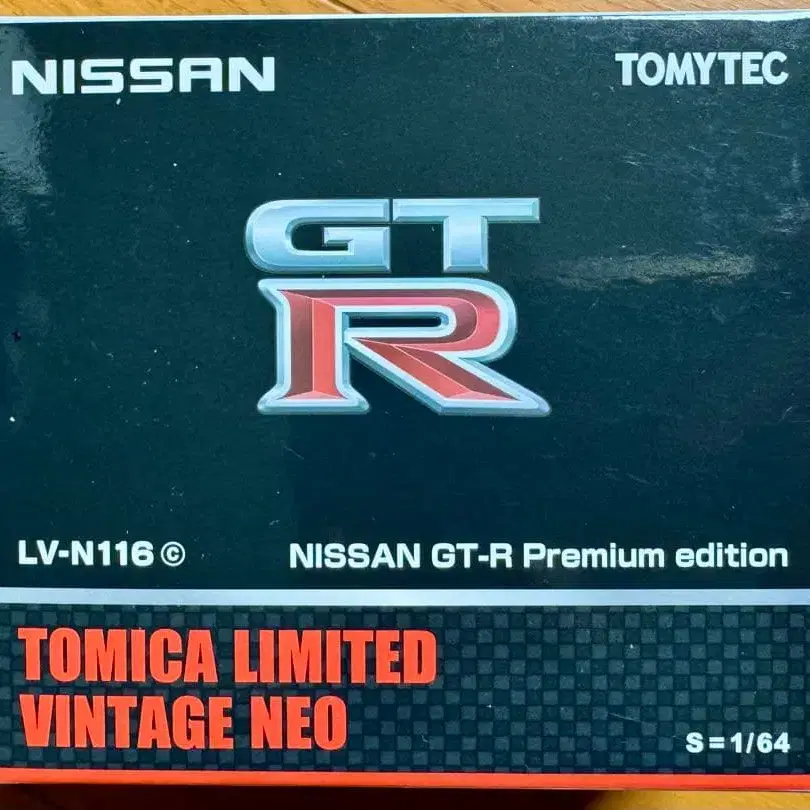 NISSAN TOMYTEC
GT
R
LV-N116 ⓒ NISSAN GT-R Premium edition
TOMICA LIMITED
VINTAGE NEO
S=1/64